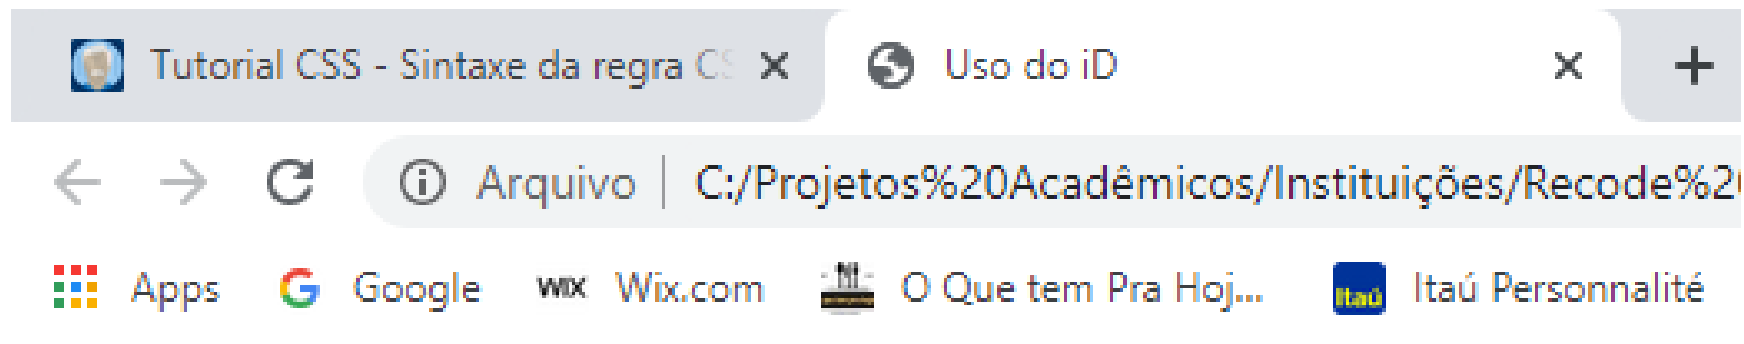 Tutorial CSS - Sintaxe da regra CS Uso do iD
Arquivo C:/Projetos%20Acadêmicos/Instituições/Recode%2
Apps Google WIX Wix.com O Que tem Pra Hoj... Itaú Itaú Personnalité